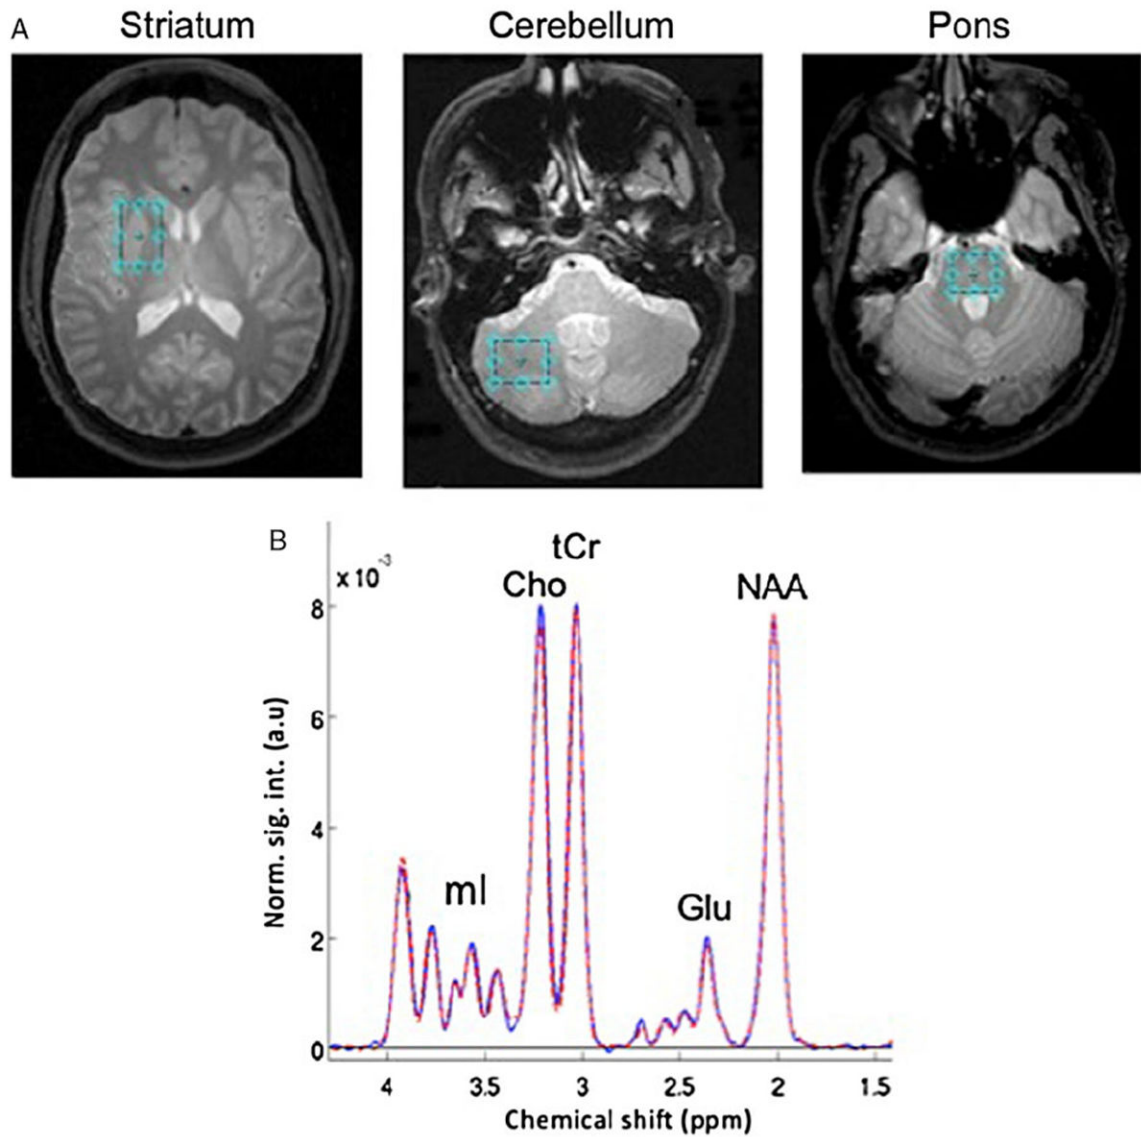 A
Striatum
Cerebellum
Pons
B
x10⁻³
tCr
Cho
NAA
mI
Glu
8
6
4
2
0
Norm. sig. int. (a.u)
4 3.5 3 2.5 2 1.5
Chemical shift (ppm)